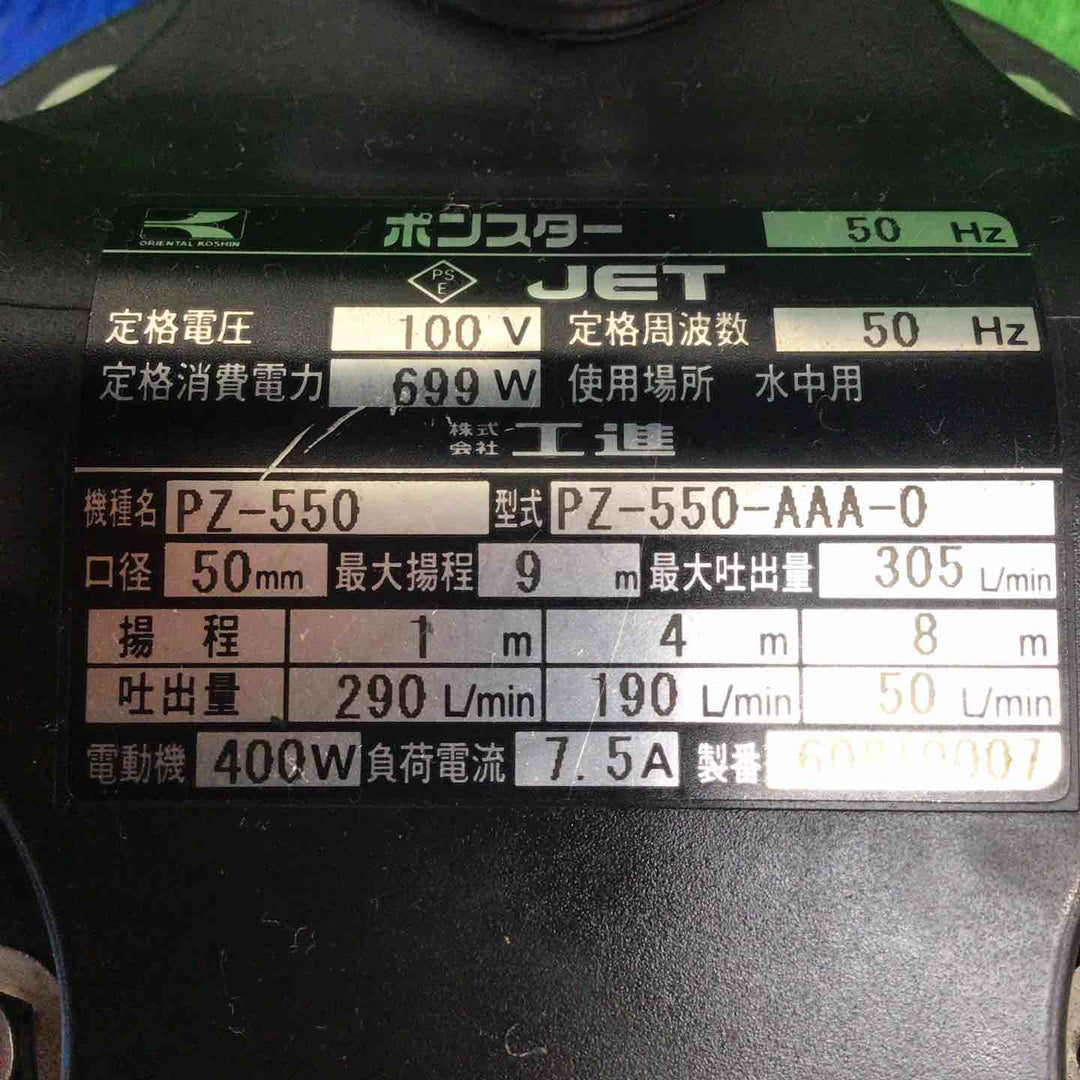 ORIENTAL KOSHIN ポンスター 50 Hz
PSE JET
定格電圧 100 V 定格周波数 50 Hz
定格消費電力 699 W 使用場所 水中用
株式会社 工進
機種名 PZ-550 型式 PZ-550-AAA-0
口径 50mm 最大揚程 9 m 最大吐出量 305 L/min
揚程 1 m 4 m 8 m
吐出量 290 L/min 190 L/min 50 L/min
電動機 400W 負荷電流 7.5A 製番